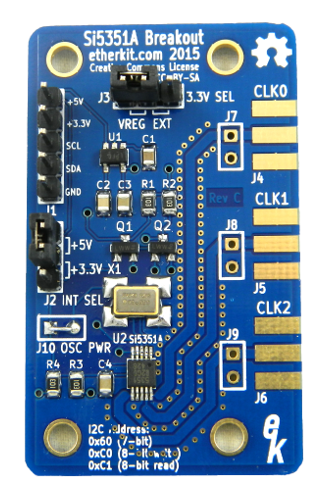 Si5351A Breakout
etherkit.com 2015
Creative Commons License
CCmBY-SA
J3
3.3V SEL
VREG EXT
CLK0
+5V
+3.3V
SCL
SDA
GND
J1
U1
C1
J7
J4
C2 C3 R1 R2
Rev C
CLK1
Q1 Q2
J8
+5V
+3.3V X1
J2 INT SEL
J5
CLK2
J10 OSC PWR
U2 Si5351A
J9
R4 R3 C4
J6
I2C Address:
0x60 (7-bit)
0xC0 (8-bit
0xC1 (8-bit read)
ek